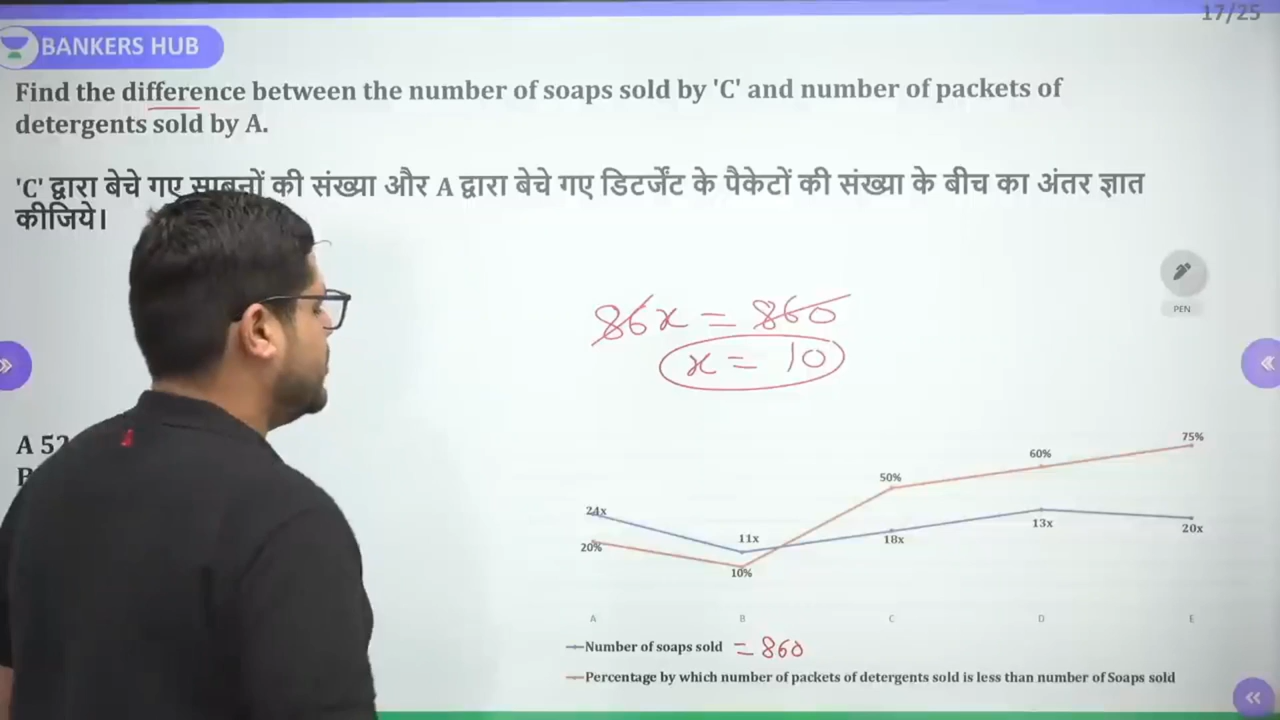 17/25
BANKERS HUB
Find the difference between the number of soaps sold by 'C' and number of packets of
detergents sold by A.
'C' द्वारा बेचे गए साबुनों की संख्या और A द्वारा बेचे गए डिटर्जेंट के पैकेटों की संख्या के बीच का अंतर ज्ञात
कीजिये।
PEN
86x = 860
x = 10
A 52
B
75%
60%
50%
24x
11x
18x
13x
20x
20%
10%
A B C D E
Number of soaps sold = 860
Percentage by which number of packets of detergents sold is less than number of Soaps sold